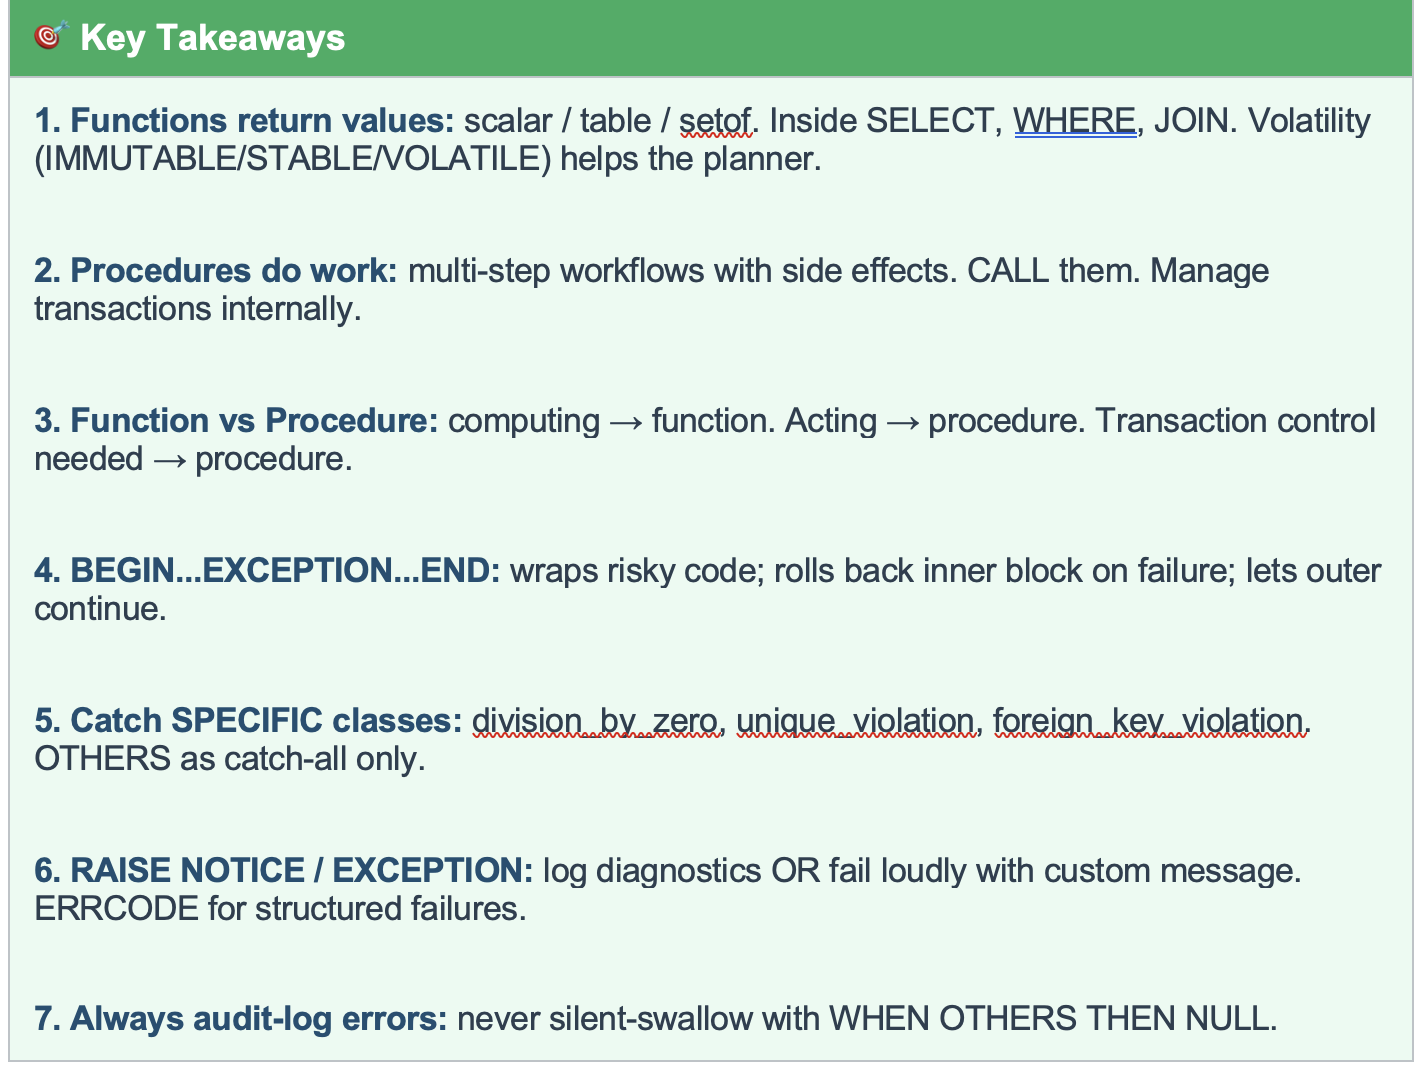 🎯 Key Takeaways
1. Functions return values: scalar / table / setof. Inside SELECT, WHERE, JOIN. Volatility
(IMMUTABLE/STABLE/VOLATILE) helps the planner.
2. Procedures do work: multi-step workflows with side effects. CALL them. Manage
transactions internally.
3. Function vs Procedure: computing → function. Acting → procedure. Transaction control
needed → procedure.
4. BEGIN...EXCEPTION...END: wraps risky code; rolls back inner block on failure; lets outer
continue.
5. Catch SPECIFIC classes: division_by_zero, unique_violation, foreign_key_violation.
OTHERS as catch-all only.
6. RAISE NOTICE / EXCEPTION: log diagnostics OR fail loudly with custom message.
ERRCODE for structured failures.
7. Always audit-log errors: never silent-swallow with WHEN OTHERS THEN NULL.